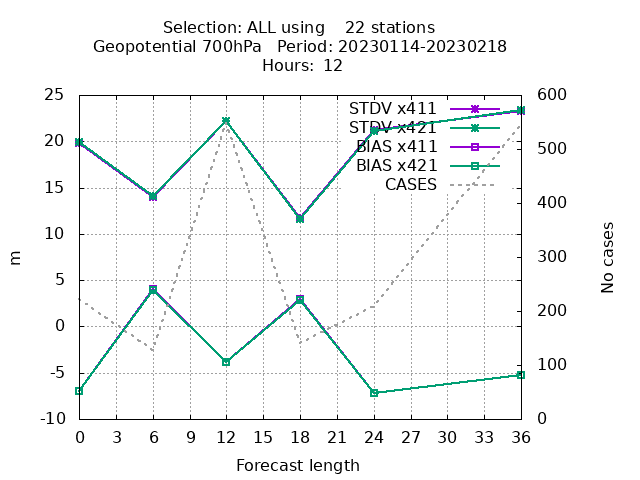 Selection: ALL using    22 stations
Geopotential 700hPa   Period: 20230114-20230218
Hours:  12
25
20
15
10
5
0
-5
-10
m
STDV x411
STDV x421
BIAS x411
BIAS x421
CASES
600
500
400
300
200
100
0
No cases
0 3 6 9 12 15 18 21 24 27 30 33 36
Forecast length